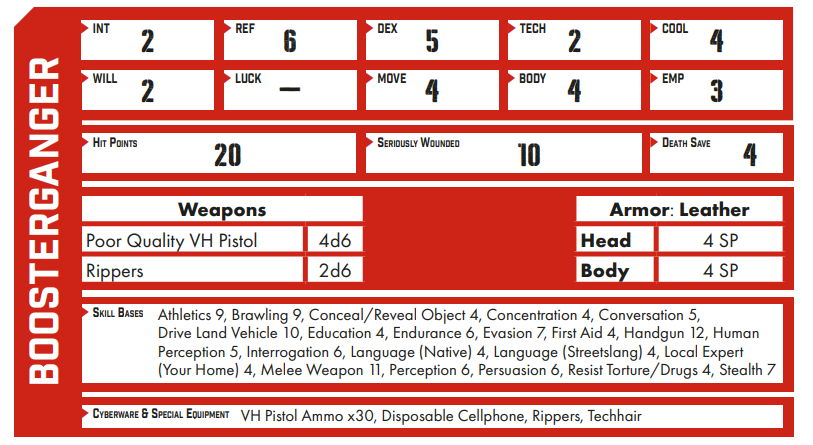 BOOSTERGANGER
INT 2 REF 6 DEX 5 TECH 2 COOL 4
WILL 2 LUCK — MOVE 4 BODY 4 EMP 3
HIT POINTS 20 SERIOUSLY WOUNDED 10 DEATH SAVE 4
Weapons Armor: Leather
Poor Quality VH Pistol 4d6 Head 4 SP
Rippers 2d6 Body 4 SP
SKILL BASES Athletics 9, Brawling 9, Conceal/Reveal Object 4, Concentration 4, Conversation 5,
Drive Land Vehicle 10, Education 4, Endurance 6, Evasion 7, First Aid 4, Handgun 12, Human
Perception 5, Interrogation 6, Language (Native) 4, Language (Streetslang) 4, Local Expert
(Your Home) 4, Melee Weapon 11, Perception 6, Persuasion 6, Resist Torture/Drugs 4, Stealth 7
CYBERWARE & SPECIAL EQUIPMENT VH Pistol Ammo x30, Disposable Cellphone, Rippers, Techhair